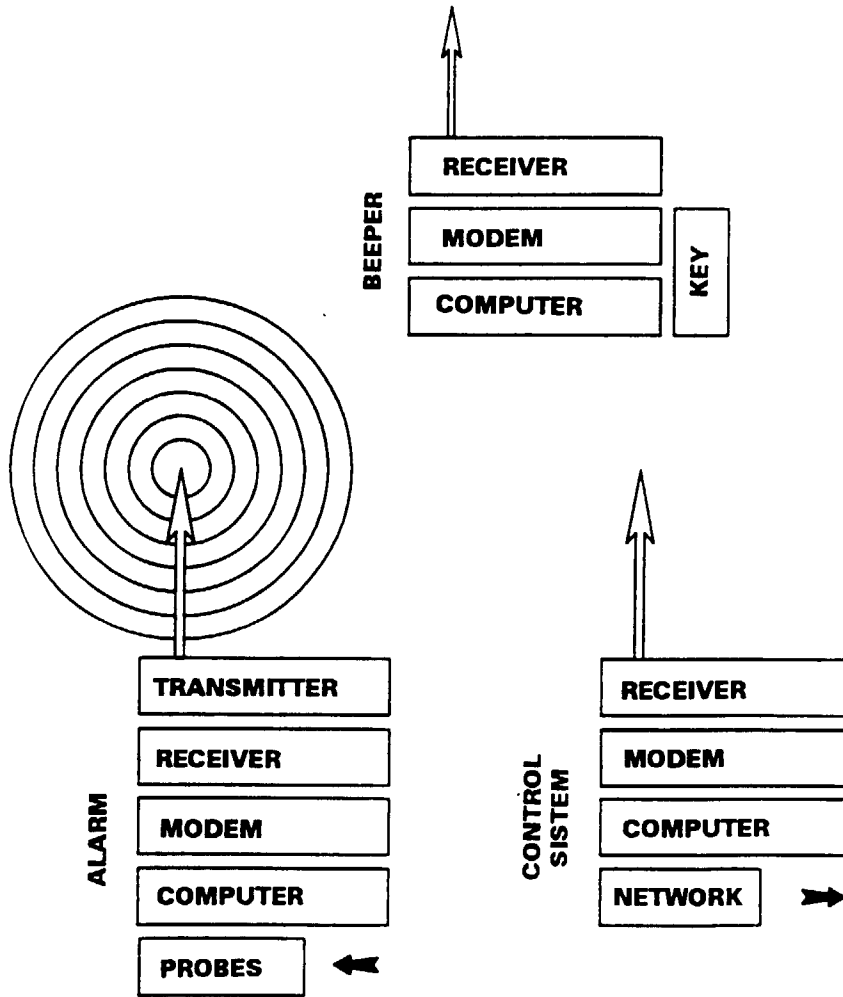 RECEIVER
BEEPER
MODEM
KEY
COMPUTER
TRANSMITTER
RECEIVER
ALARM
MODEM
COMPUTER
PROBES
RECEIVER
CONTROL
SISTEM
MODEM
COMPUTER
NETWORK